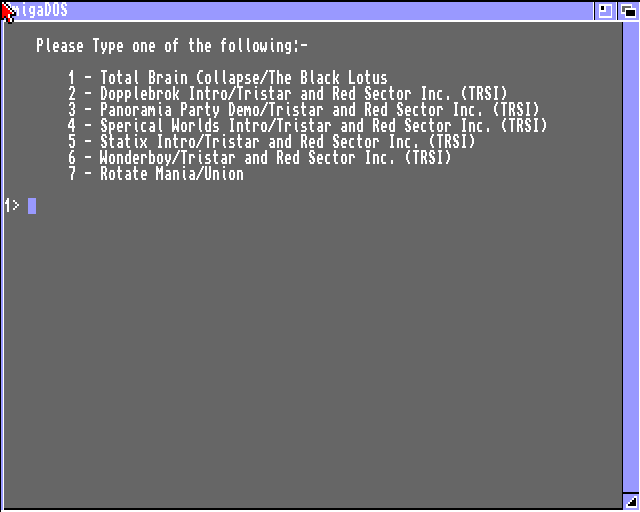 migaDOS
Please Type one of the following:-
1 - Total Brain Collapse/The Black Lotus
2 - Dopplebrok Intro/Tristar and Red Sector Inc. (TRSI)
3 - Panoramia Party Demo/Tristar and Red Sector Inc. (TRSI)
4 - Sperical Worlds Intro/Tristar and Red Sector Inc. (TRSI)
5 - Statix Intro/Tristar and Red Sector Inc. (TRSI)
6 - Wonderboy/Tristar and Red Sector Inc. (TRSI)
7 - Rotate Mania/Union
1>